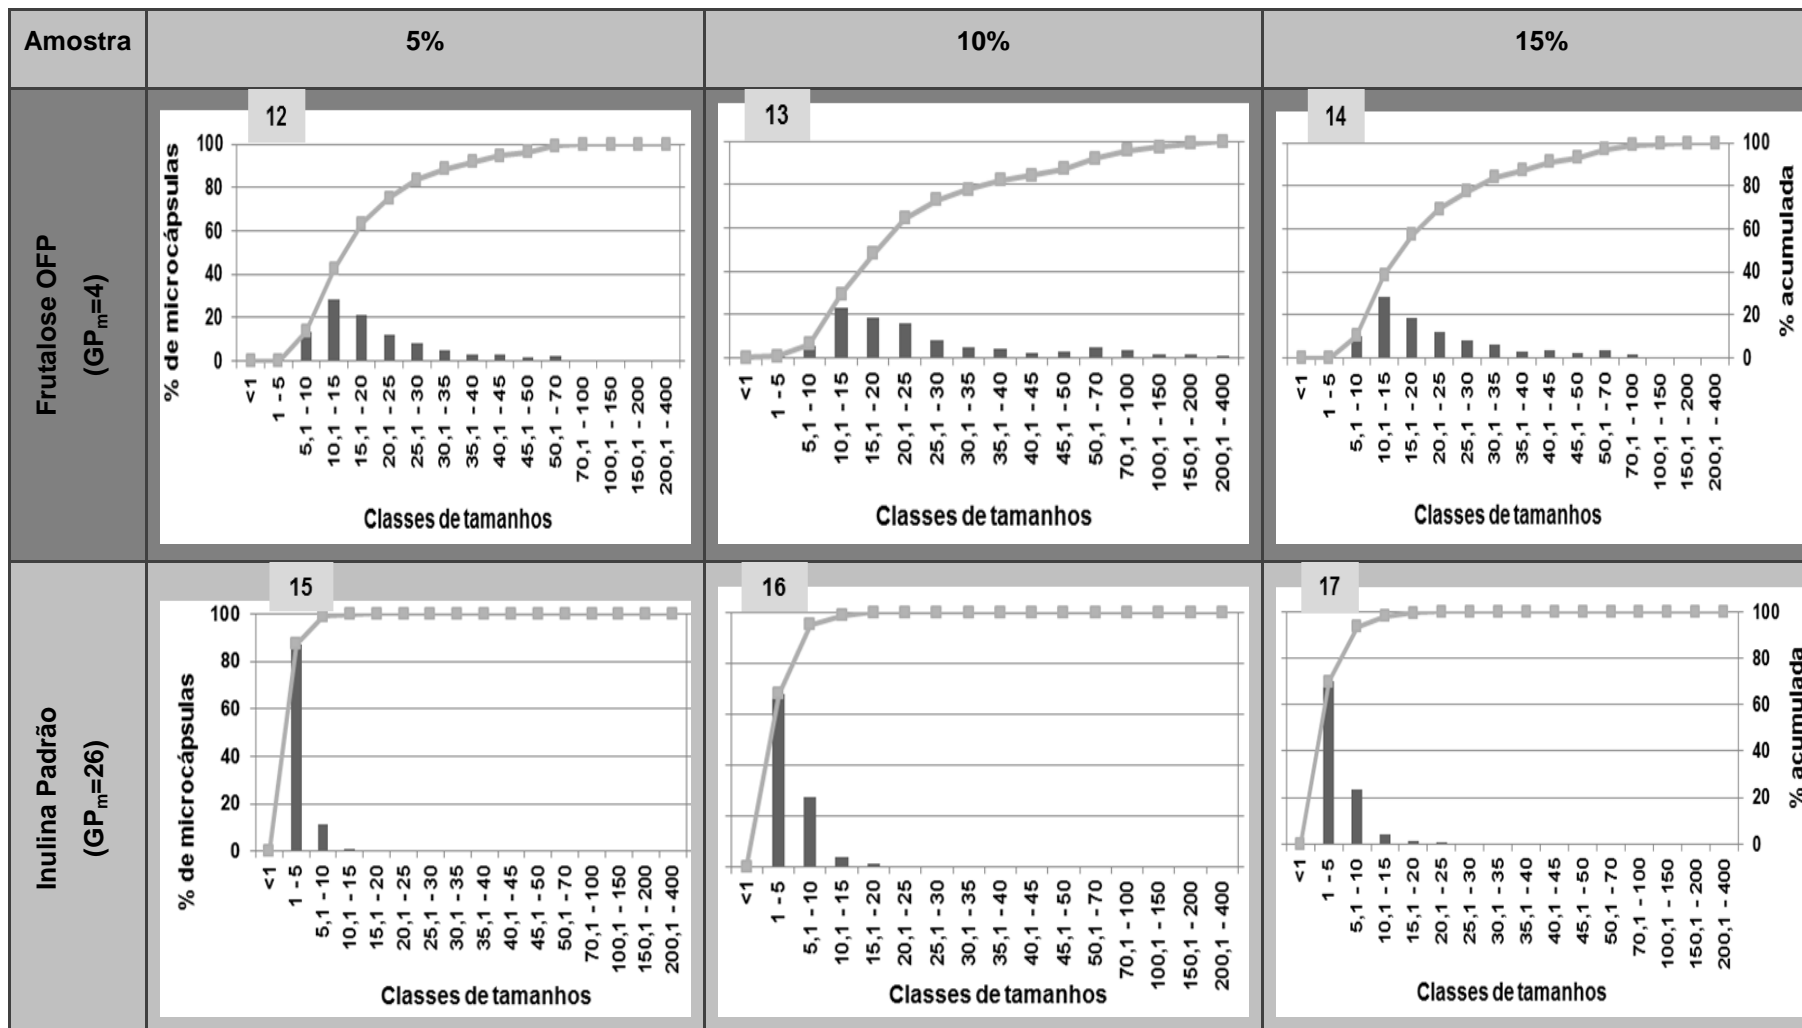 Amostra 5% 10% 15%
Frutalose OFP
(GPm=4)
12
% de microcápsulas
100
80
60
40
20
0
<1
1 - 5
5,1 - 10
10,1 - 15
15,1 - 20
20,1 - 25
25,1 - 30
30,1 - 35
35,1 - 40
40,1 - 45
45,1 - 50
50,1 - 70
70,1 - 100
100,1 - 150
150,1 - 200
200,1 - 400
Classes de tamanhos
13
<1
1 - 5
5,1 - 10
10,1 - 15
15,1 - 20
20,1 - 25
25,1 - 30
30,1 - 35
35,1 - 40
40,1 - 45
45,1 - 50
50,1 - 70
70,1 - 100
100,1 - 150
150,1 - 200
200,1 - 400
Classes de tamanhos
14
<1
1 - 5
5,1 - 10
10,1 - 15
15,1 - 20
20,1 - 25
25,1 - 30
30,1 - 35
35,1 - 40
40,1 - 45
45,1 - 50
50,1 - 70
70,1 - 100
100,1 - 150
150,1 - 200
200,1 - 400
100
80
60
40
20
0
% acumulada
Classes de tamanhos
Inulina Padrão
(GPm=26)
15
% de microcápsulas
100
80
60
40
20
0
<1
1 - 5
5,1 - 10
10,1 - 15
15,1 - 20
20,1 - 25
25,1 - 30
30,1 - 35
35,1 - 40
40,1 - 45
45,1 - 50
50,1 - 70
70,1 - 100
100,1 - 150
150,1 - 200
200,1 - 400
Classes de tamanhos
16
<1
1 - 5
5,1 - 10
10,1 - 15
15,1 - 20
20,1 - 25
25,1 - 30
30,1 - 35
35,1 - 40
40,1 - 45
45,1 - 50
50,1 - 70
70,1 - 100
100,1 - 150
150,1 - 200
200,1 - 400
Classes de tamanhos
17
<1
1 - 5
5,1 - 10
10,1 - 15
15,1 - 20
20,1 - 25
25,1 - 30
30,1 - 35
35,1 - 40
40,1 - 45
45,1 - 50
50,1 - 70
70,1 - 100
100,1 - 150
150,1 - 200
200,1 - 400
100
80
60
40
20
0
% acumulada
Classes de tamanhos